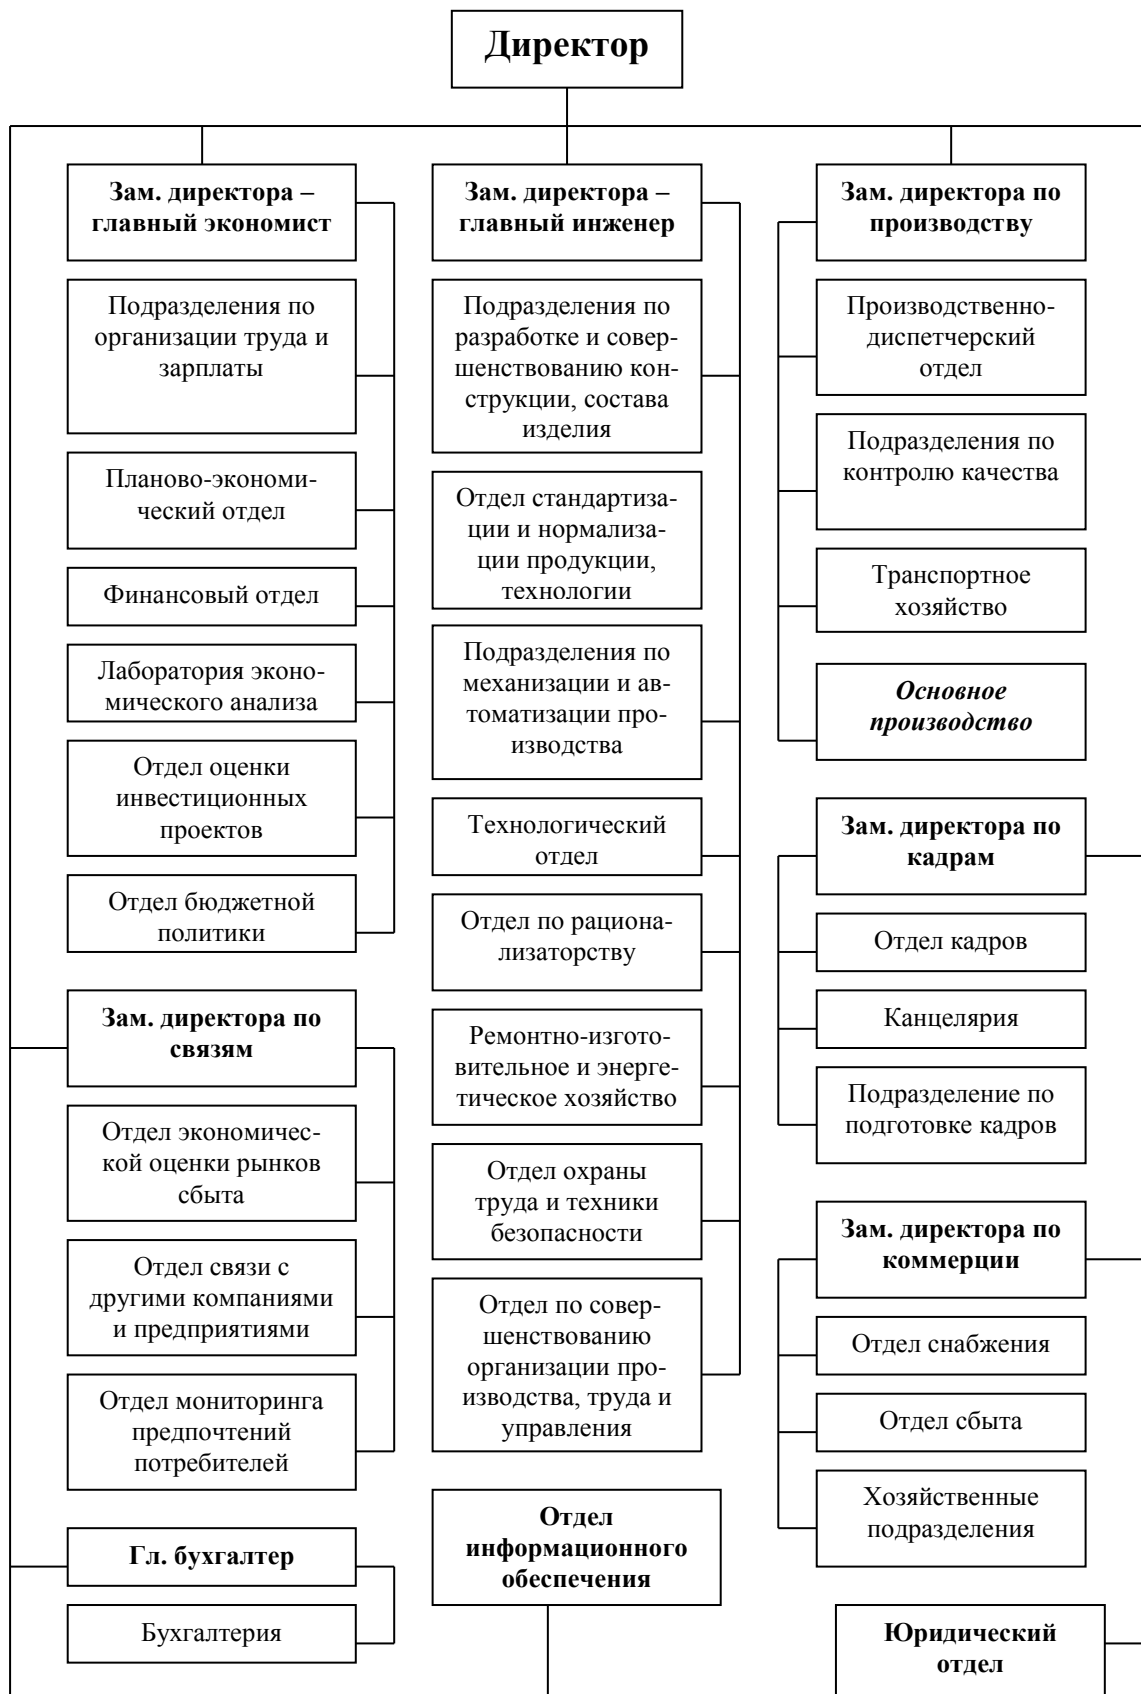 Директор
Зам. директора –
главный экономист
Подразделения по
организации труда и
зарплаты
Планово-экономи-
ческий отдел
Финансовый отдел
Лаборатория эконо-
мического анализа
Отдел оценки
инвестиционных
проектов
Отдел бюджетной
политики
Зам. директора по
связям
Отдел экономичес-
кой оценки рынков
сбыта
Отдел связи с
другими компаниями
и предприятиями
Отдел мониторинга
предпочтений
потребителей
Гл. бухгалтер
Бухгалтерия
Зам. директора –
главный инженер
Подразделения по
разработке и совер-
шенствованию кон-
струкции, состава
изделия
Отдел стандартиза-
ции и нормализа-
ции продукции,
технологии
Подразделения по
механизации и ав-
томатизации про-
изводства
Технологический
отдел
Отдел по рациона-
лизаторству
Ремонтно-изгото-
вительное и энерге-
тическое хозяйство
Отдел охраны
труда и техники
безопасности
Отдел по совер-
шенствованию
организации про-
изводства, труда и
управления
Отдел
информационного
обеспечения
Зам. директора по
производству
Производственно-
диспетчерский
отдел
Подразделения по
контролю качества
Транспортное
хозяйство
Основное
производство
Зам. директора по
кадрам
Отдел кадров
Канцелярия
Подразделение по
подготовке кадров
Зам. директора по
коммерции
Отдел снабжения
Отдел сбыта
Хозяйственные
подразделения
Юридический
отдел